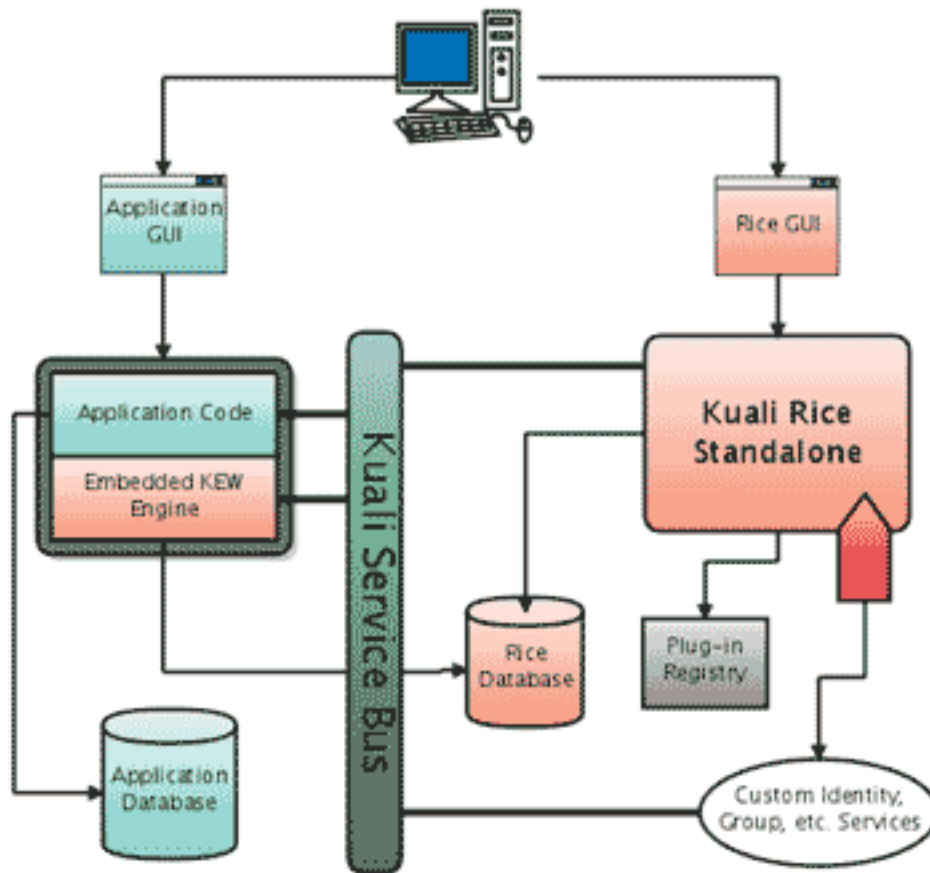 Application
GUI
Rice GUI
Application Code
Embedded KEW
Engine
Kuali Service Bus
Kuali Rice
Standalone
Rice
Database
Plug-in
Registry
Application
Database
Custom Identity,
Group, etc. Services